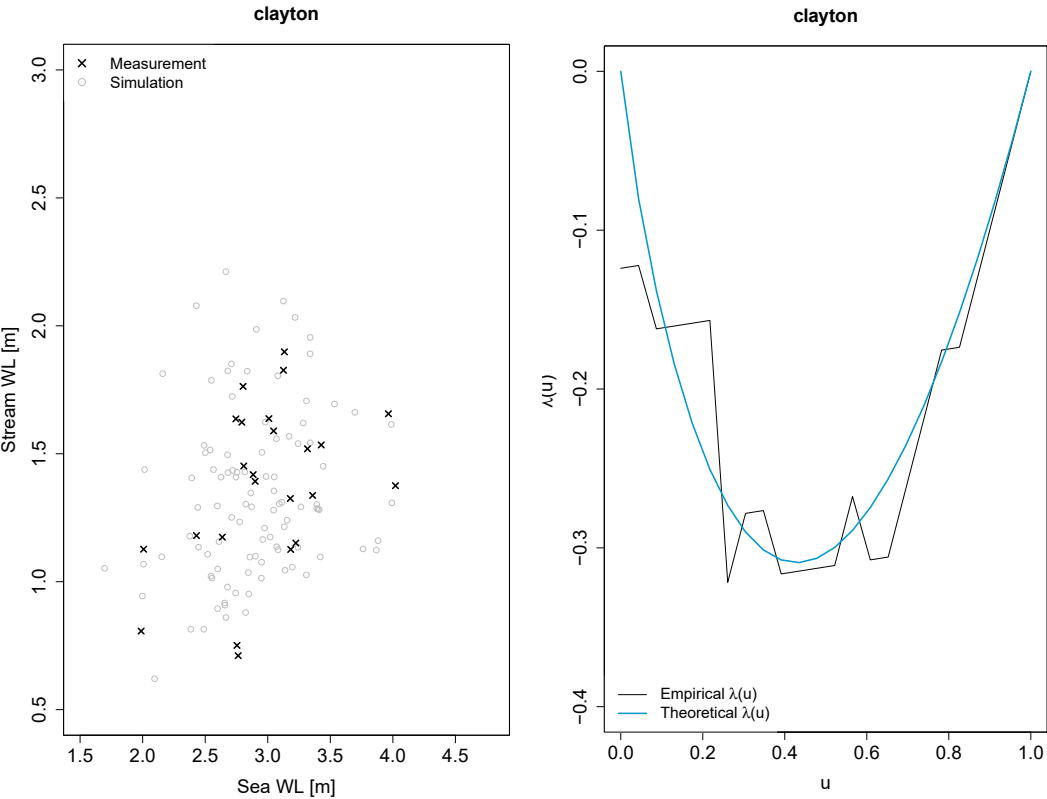 clayton
Measurement
Simulation
3.0
2.5
2.0
1.5
1.0
0.5
Stream WL [m]
1.5 2.0 2.5 3.0 3.5 4.0 4.5
Sea WL [m]
clayton
0.0
−0.1
−0.2
−0.3
−0.4
λ(u)
Empirical λ(u)
Theoretical λ(u)
0.0 0.2 0.4 0.6 0.8 1.0
u